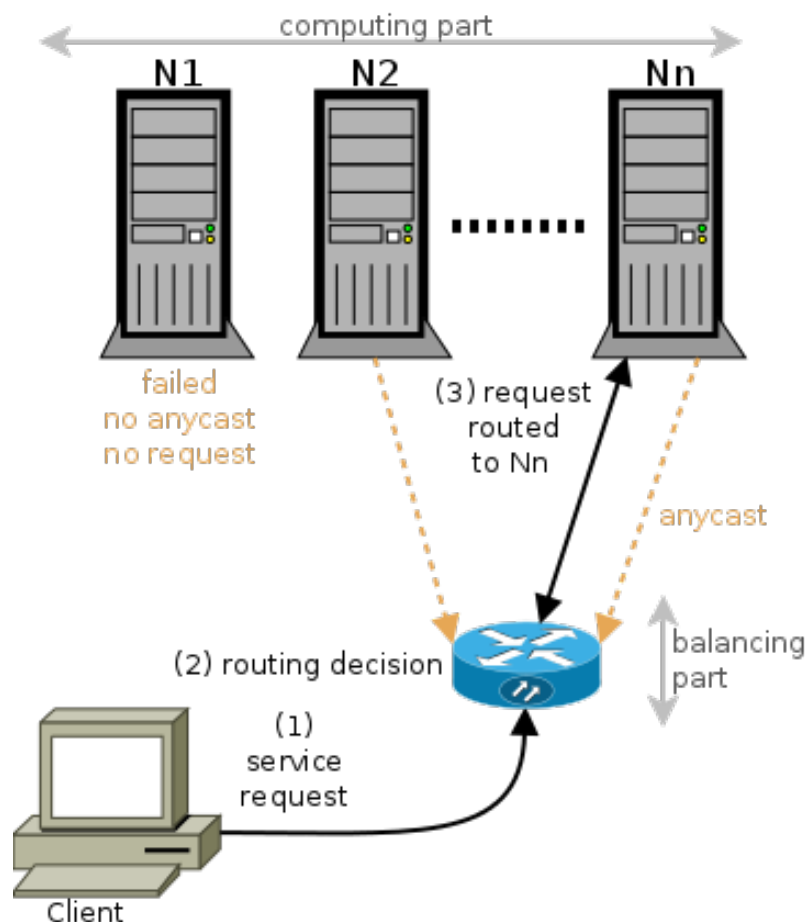 computing part
N1
N2
Nn
failed
no anycast
no request
(3) request
routed
to Nn
anycast
(2) routing decision
balancing
part
(1)
service
request
Client